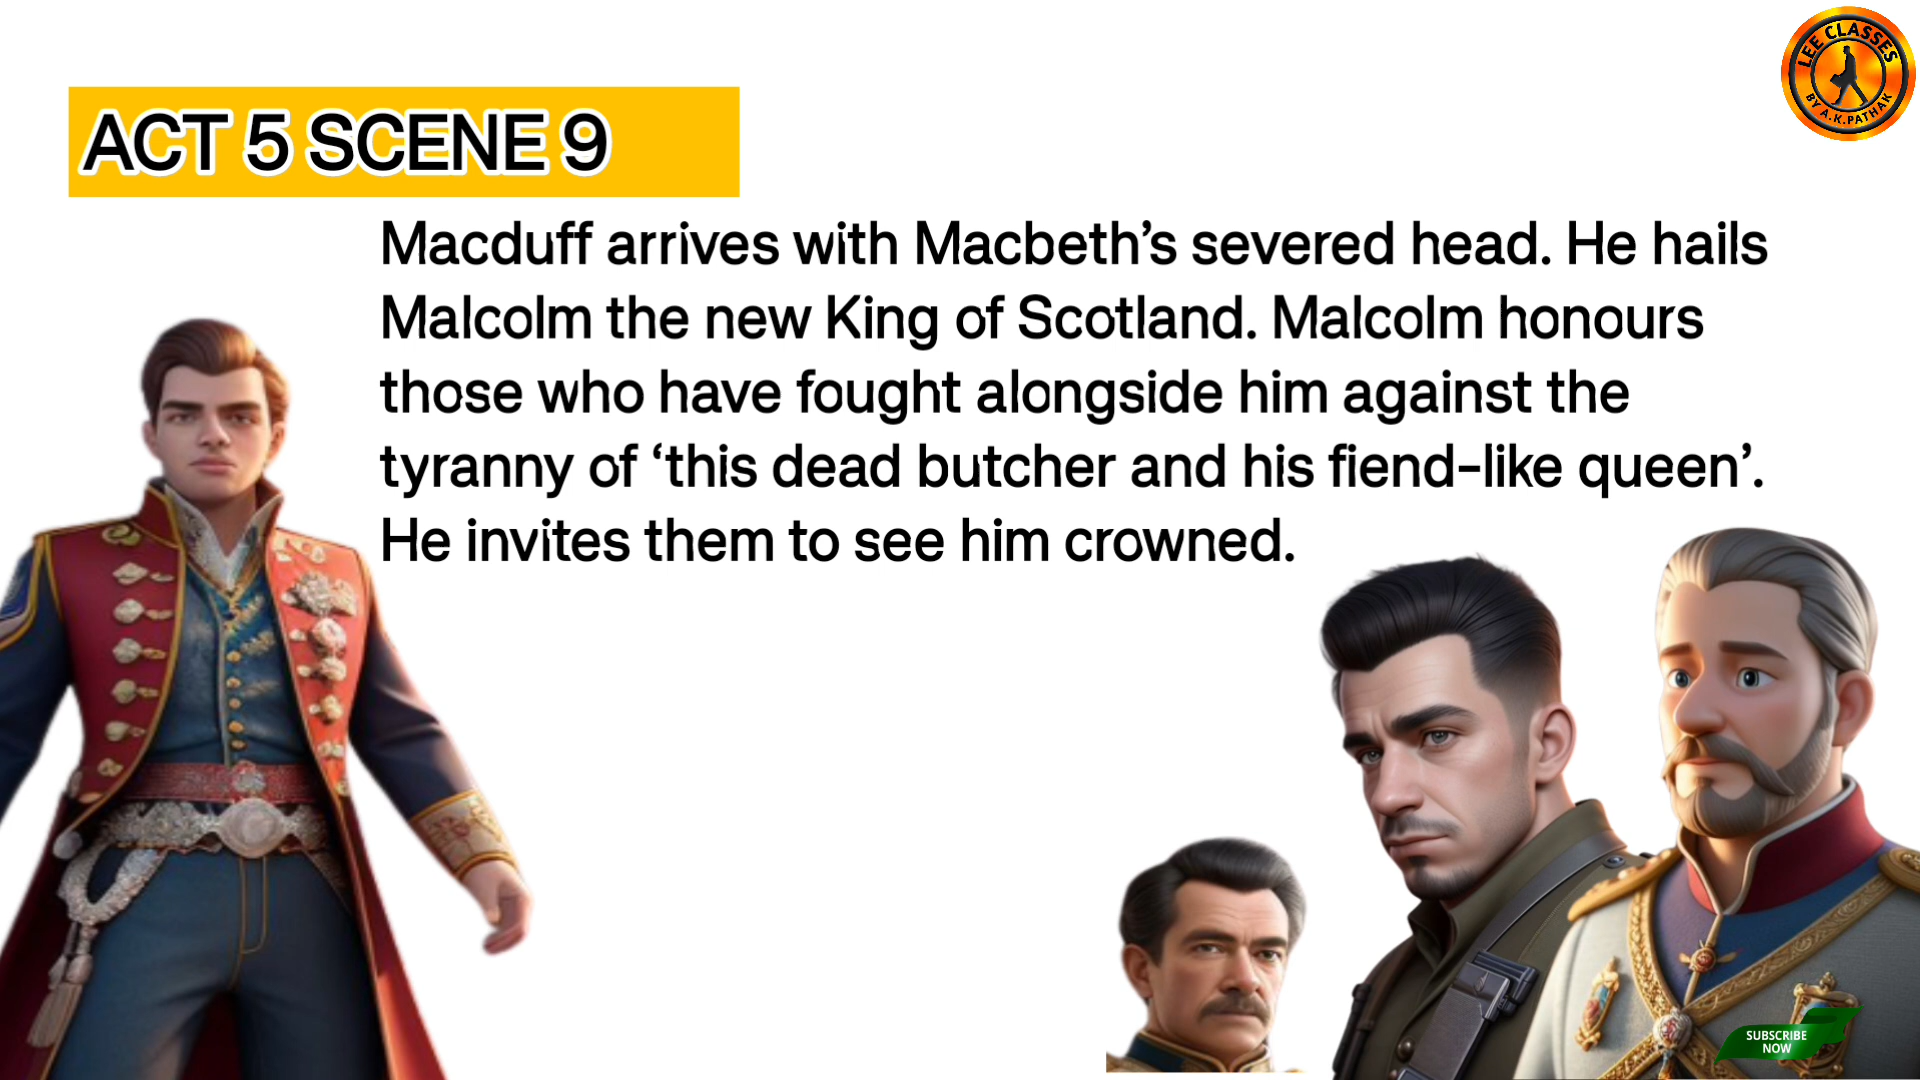 LEE CLASSES
BY A.K.PATHAK
ACT 5 SCENE 9
Macduff arrives with Macbeth’s severed head. He hails
Malcolm the new King of Scotland. Malcolm honours
those who have fought alongside him against the
tyranny of ‘this dead butcher and his fiend-like queen’.
He invites them to see him crowned.
SUBSCRIBE
NOW